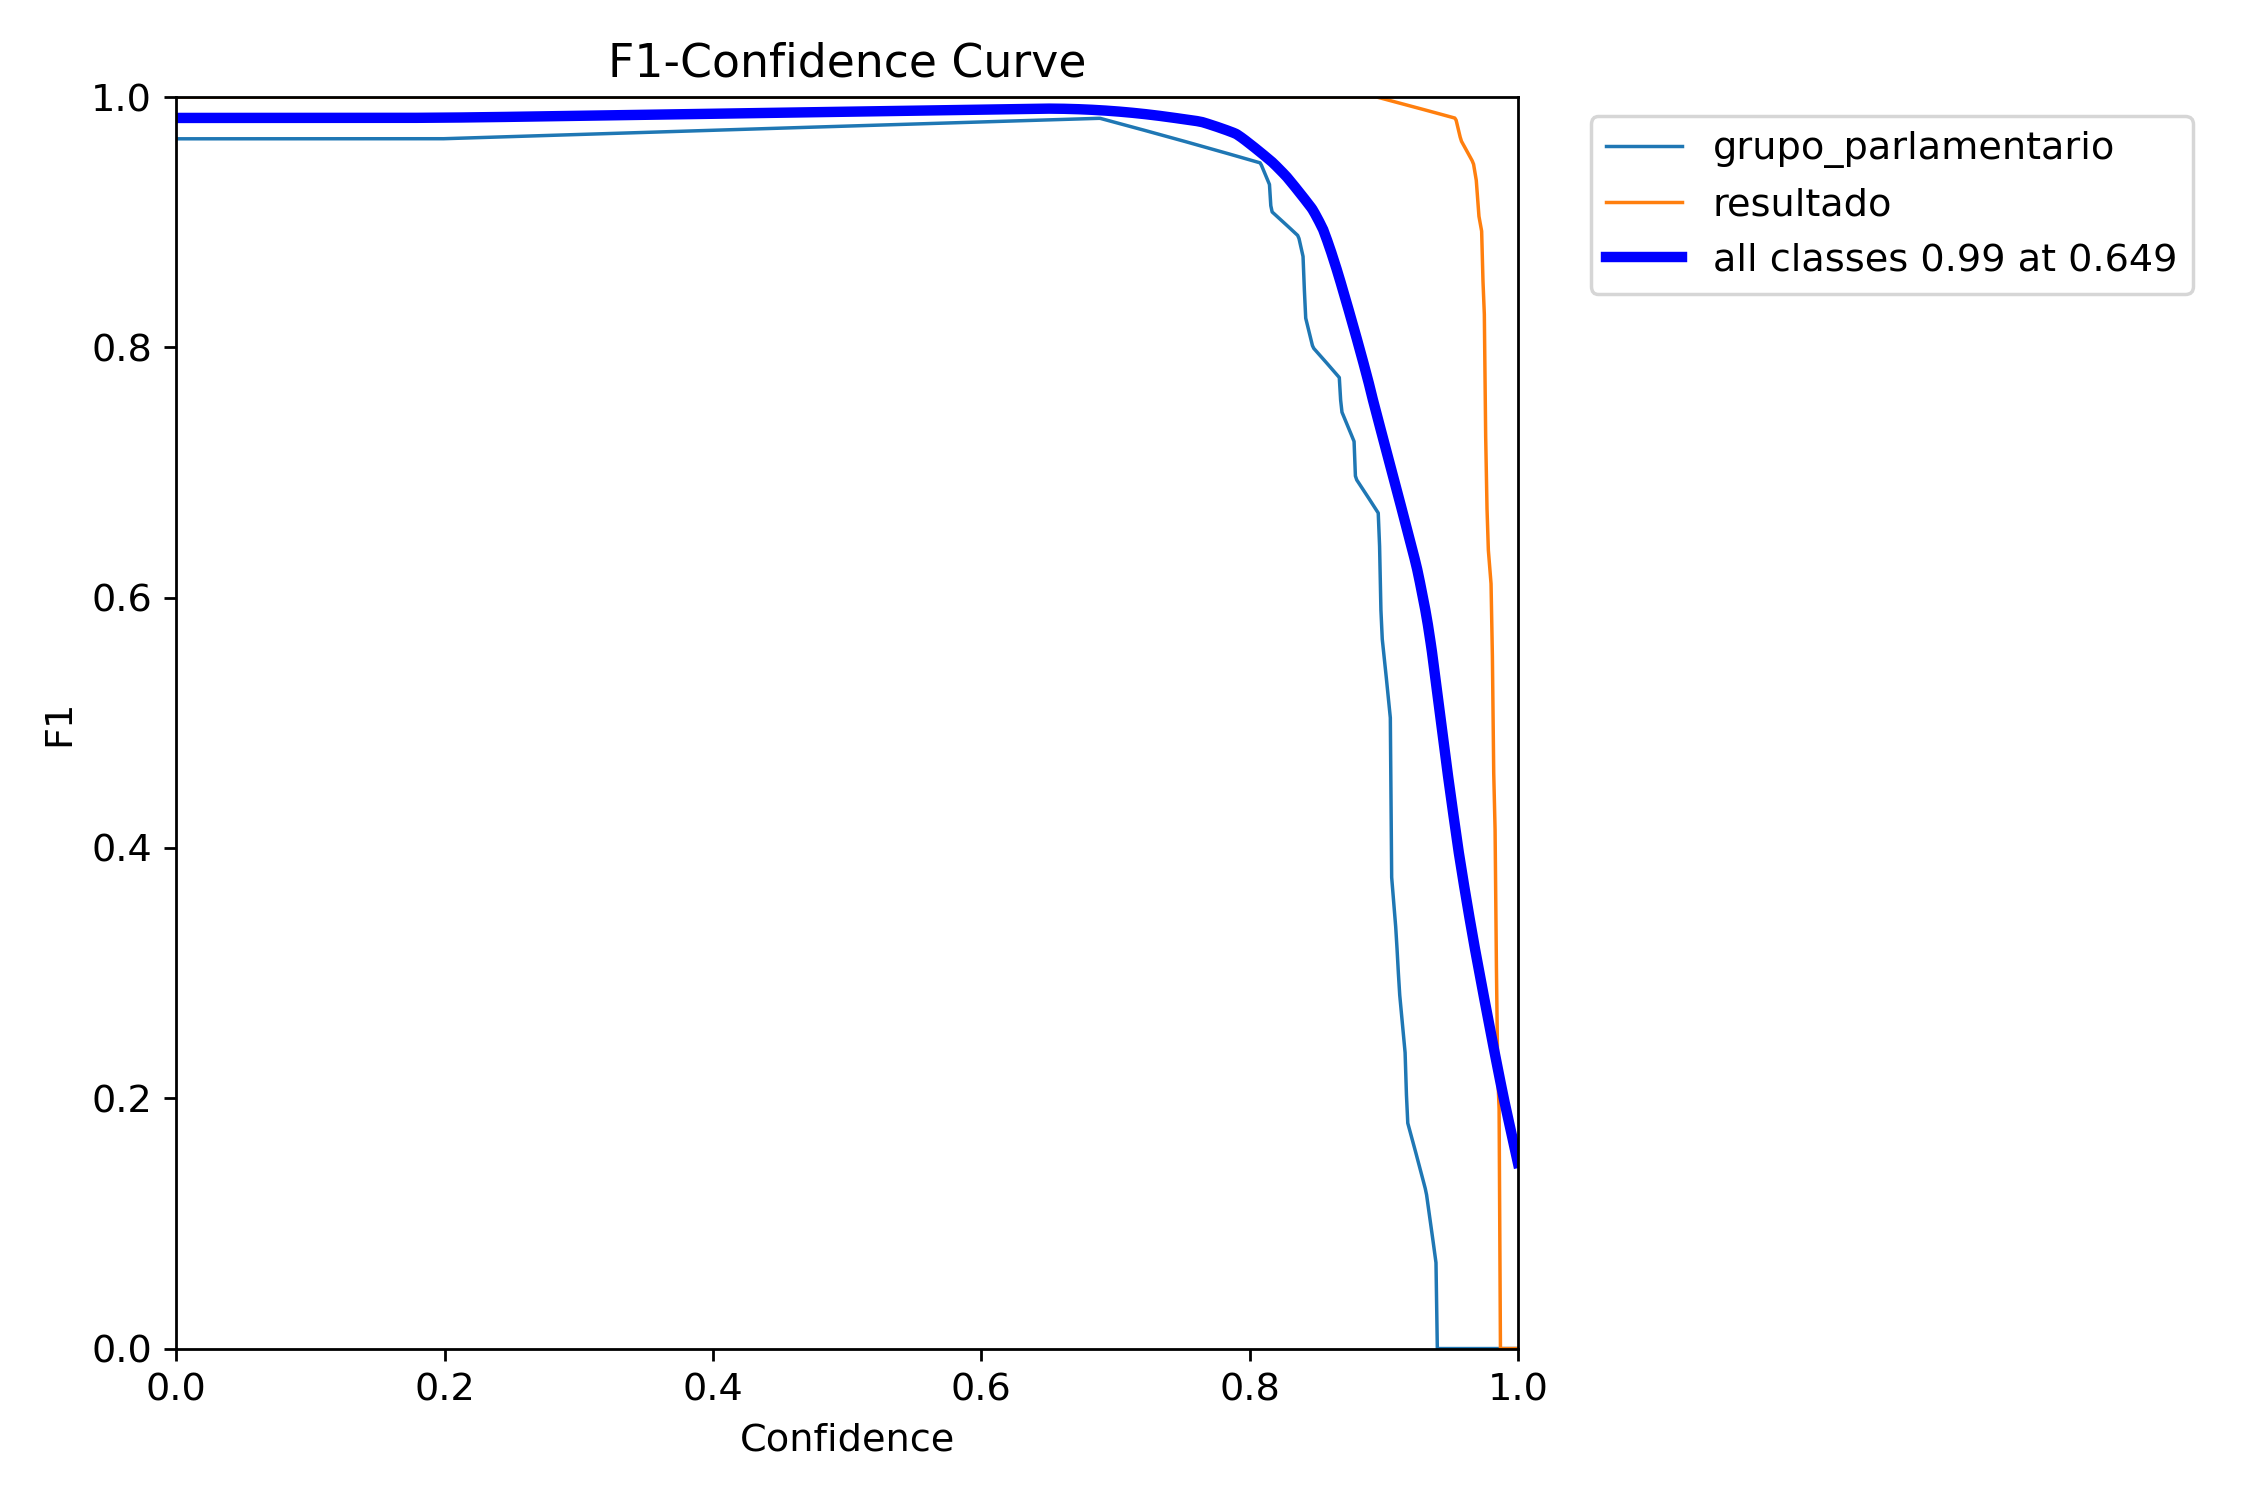 F1-Confidence Curve
1.0
0.8
0.6
0.4
0.2
0.0
F1
0.0 0.2 0.4 0.6 0.8 1.0
Confidence
grupo_parlamentario
resultado
all classes 0.99 at 0.649